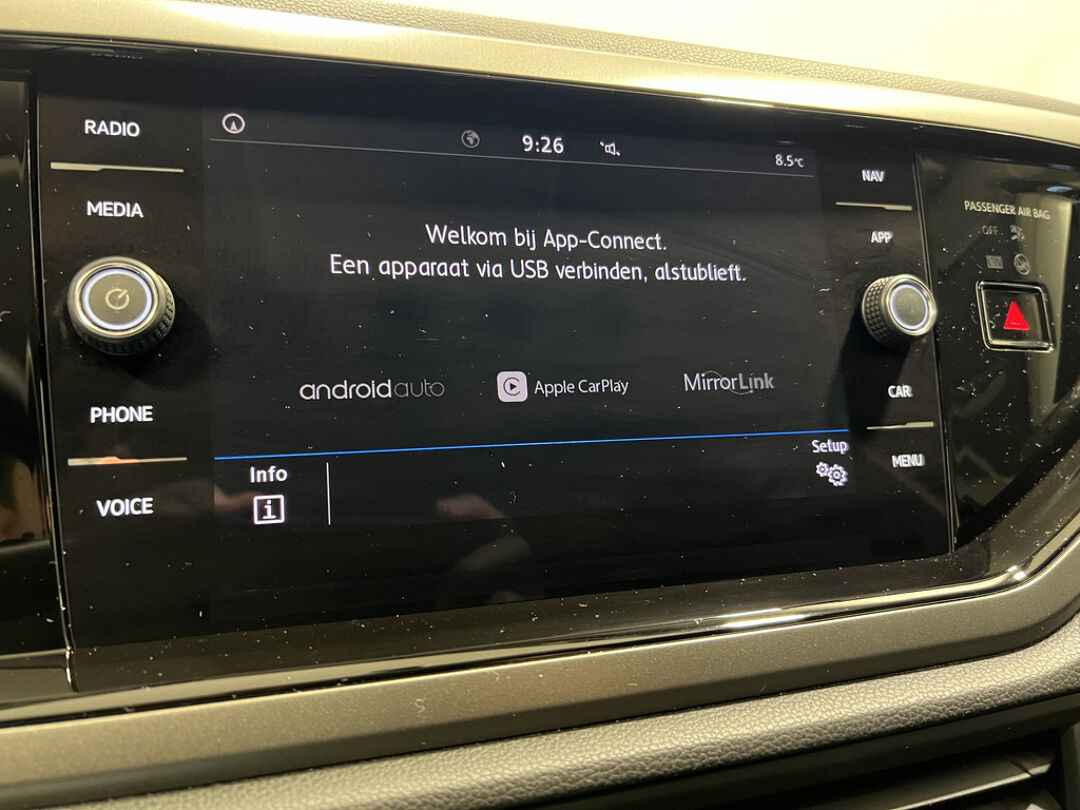 RADIO
MEDIA
PHONE
VOICE
9:26
8.5°C
Welkom bij App-Connect.
Een apparaat via USB verbinden, alstublieft.
androidauto
Apple CarPlay
MirrorLink
Info
i
Setup
NAV
APP
CAR
MENU
PASSENGER AIR BAG
OFF